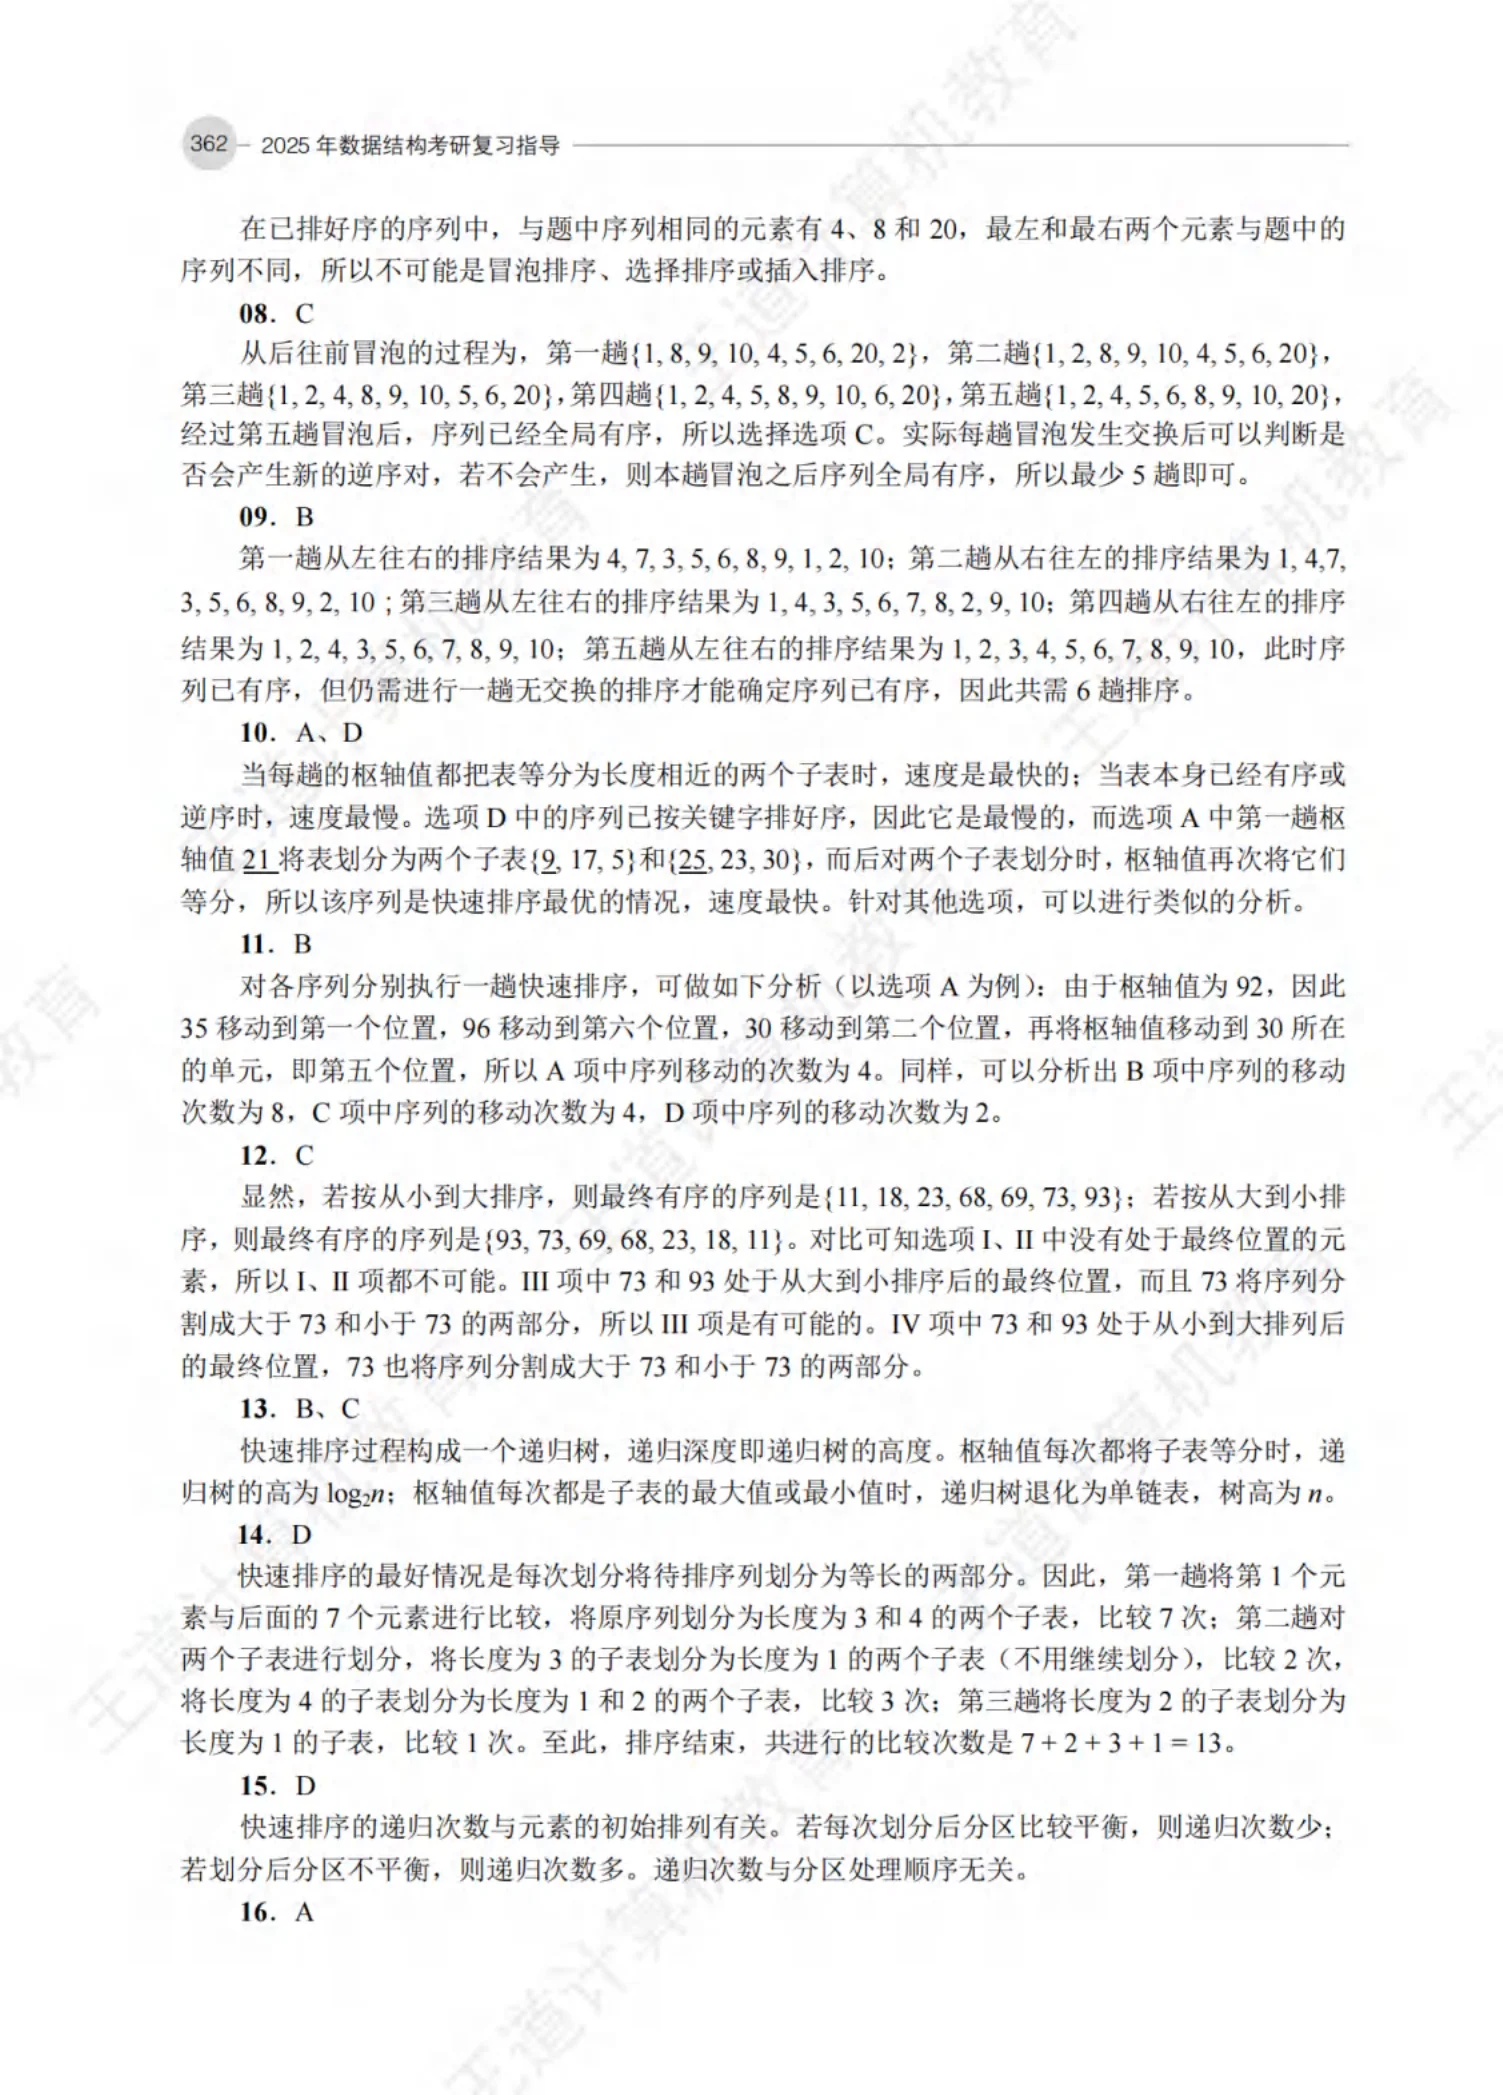 362 2025 年数据结构考研复习指导
在已排好序的序列中，与题中序列相同的元素有 4、8 和 20，最左和最右两个元素与题中的
序列不同，所以不可能是冒泡排序、选择排序或插入排序。
08．C
从后往前冒泡的过程为，第一趟{1, 8, 9, 10, 4, 5, 6, 20, 2}，第二趟{1, 2, 8, 9, 10, 4, 5, 6, 20}，
第三趟{1, 2, 4, 8, 9, 10, 5, 6, 20}，第四趟{1, 2, 4, 5, 8, 9, 10, 6, 20}，第五趟{1, 2, 4, 5, 6, 8, 9, 10, 20}，
经过第五趟冒泡后，序列已经全局有序，所以选择选项 C。实际每趟冒泡发生交换后可以判断是
否会产生新的逆序对，若不会产生，则本趟冒泡之后序列全局有序，所以最少 5 趟即可。
09．B
第一趟从左往右的排序结果为 4, 7, 3, 5, 6, 8, 9, 1, 2, 10；第二趟从右往左的排序结果为 1, 4,7,
3, 5, 6, 8, 9, 2, 10 ; 第三趟从左往右的排序结果为 1, 4, 3, 5, 6, 7, 8, 2, 9, 10；第四趟从右往左的排序
结果为 1, 2, 4, 3, 5, 6, 7, 8, 9, 10；第五趟从左往右的排序结果为 1, 2, 3, 4, 5, 6, 7, 8, 9, 10，此时序
列已有序，但仍需进行一趟无交换的排序才能确定序列已有序，因此共需 6 趟排序。
10．A、D
当每趟的枢轴值都把表等分为长度相近的两个子表时，速度是最快的；当表本身已经有序或
逆序时，速度最慢。选项 D 中的序列已按关键字排好序，因此它是最慢的，而选项 A 中第一趟枢
轴值 21 将表划分为两个子表{9, 17, 5}和{25, 23, 30}，而后对两个子表划分时，枢轴值再次将它们
等分，所以该序列是快速排序最优的情况，速度最快。针对其他选项，可以进行类似的分析。
11．B
对各序列分别执行一趟快速排序，可做如下分析（以选项 A 为例）：由于枢轴值为 92，因此
35 移动到第一个位置，96 移动到第六个位置，30 移动到第二个位置，再将枢轴值移动到 30 所在
的单元，即第五个位置，所以 A 项中序列移动的次数为 4。同样，可以分析出 B 项中序列的移动
次数为 8，C 项中序列的移动次数为 4，D 项中序列的移动次数为 2。
12．C
显然，若按从小到大排序，则最终有序的序列是{11, 18, 23, 68, 69, 73, 93}；若按从大到小排
序，则最终有序的序列是{93, 73, 69, 68, 23, 18, 11}。对比可知选项 I、II 中没有处于最终位置的元
素，所以 I、II 项都不可能。III 项中 73 和 93 处于从大到小排序后的最终位置，而且 73 将序列分
割成大于 73 和小于 73 的两部分，所以 III 项是有可能的。IV 项中 73 和 93 处于从小到大排列后
的最终位置，73 也将序列分割成大于 73 和小于 73 的两部分。
13．B、C
快速排序过程构成一个递归树，递归深度即递归树的高度。枢轴值每次都将子表等分时，递
归树的高为 log₂n；枢轴值每次都是子表的最大值或最小值时，递归树退化为单链表，树高为 n。
14．D
快速排序的最好情况是每次划分将待排序列划分为等长的两部分。因此，第一趟将第 1 个元
素与后面的 7 个元素进行比较，将原序列划分为长度为 3 和 4 的两个子表，比较 7 次；第二趟对
两个子表进行划分，将长度为 3 的子表划分为长度为 1 的两个子表（不用继续划分），比较 2 次，
将长度为 4 的子表划分为长度为 1 和 2 的两个子表，比较 3 次；第三趟将长度为 2 的子表划分为
长度为 1 的子表，比较 1 次。至此，排序结束，共进行的比较次数是 7 + 2 + 3 + 1 = 13。
15．D
快速排序的递归次数与元素的初始排列有关。若每次划分后分区比较平衡，则递归次数少；
若划分后分区不平衡，则递归次数多。递归次数与分区处理顺序无关。
16．A
王道计算机教育